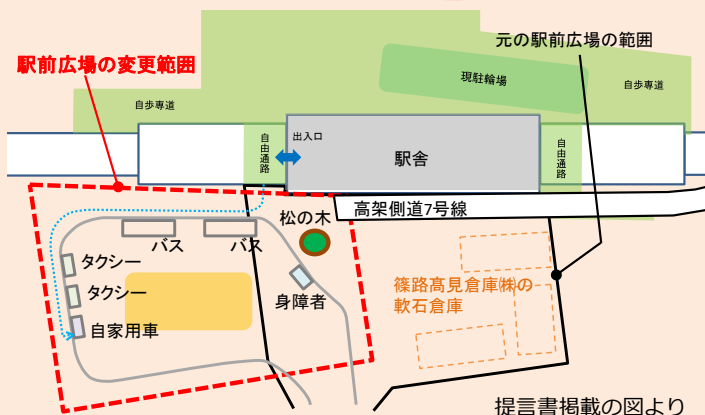 元の駅前広場の範囲
駅前広場の変更範囲
現駐輪場
自歩専道
自歩専道
自由通路
出入口
駅舎
自由通路
高架側道7号線
松の木
バス
バス
タクシー
タクシー
自家用車
身障者
篠路高見倉庫㈱の
軟石倉庫
提言書掲載の図より